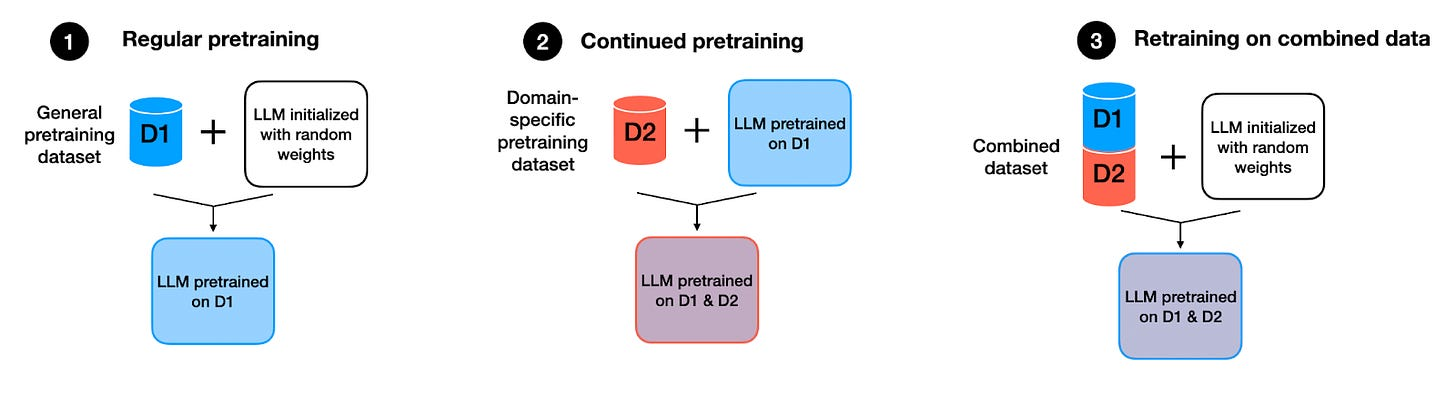 1 Regular pretraining
General
pretraining
dataset
D1
+
LLM initialized
with random
weights
LLM pretrained
on D1
2 Continued pretraining
Domain-
specific
pretraining
dataset
D2
+
LLM pretrained
on D1
LLM pretrained
on D1 & D2
3 Retraining on combined data
Combined
dataset
D1
D2
+
LLM initialized
with random
weights
LLM pretrained
on D1 & D2